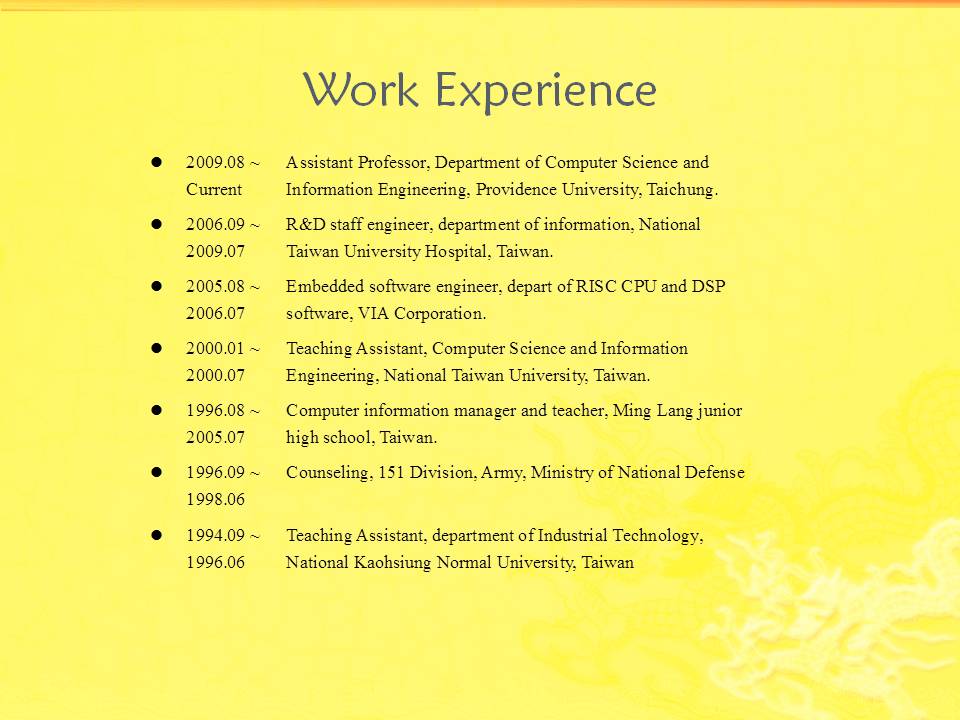 Work Experience
● 2009.08 ~ Assistant Professor, Department of Computer Science and
Current Information Engineering, Providence University, Taichung.
● 2006.09 ~ R&D staff engineer, department of information, National
2009.07 Taiwan University Hospital, Taiwan.
● 2005.08 ~ Embedded software engineer, depart of RISC CPU and DSP
2006.07 software, VIA Corporation.
● 2000.01 ~ Teaching Assistant, Computer Science and Information
2000.07 Engineering, National Taiwan University, Taiwan.
● 1996.08 ~ Computer information manager and teacher, Ming Lang junior
2005.07 high school, Taiwan.
● 1996.09 ~ Counseling, 151 Division, Army, Ministry of National Defense
1998.06
● 1994.09 ~ Teaching Assistant, department of Industrial Technology,
1996.06 National Kaohsiung Normal University, Taiwan